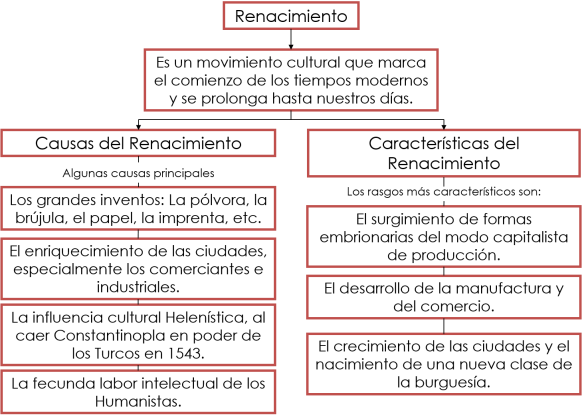 Renacimiento
Es un movimiento cultural que marca
el comienzo de los tiempos modernos
y se prolonga hasta nuestros días.
Causas del Renacimiento
Algunas causas principales
Los grandes inventos: La pólvora, la
brújula, el papel, la imprenta, etc.
El enriquecimiento de las ciudades,
especialmente los comerciantes e
industriales.
La influencia cultural Helenística, al
caer Constantinopla en poder de
los Turcos en 1543.
La fecunda labor intelectual de los
Humanistas.
Características del
Renacimiento
Los rasgos más característicos son:
El surgimiento de formas
embrionarias del modo capitalista
de producción.
El desarrollo de la manufactura y
del comercio.
El crecimiento de las ciudades y el
nacimiento de una nueva clase de
la burguesía.